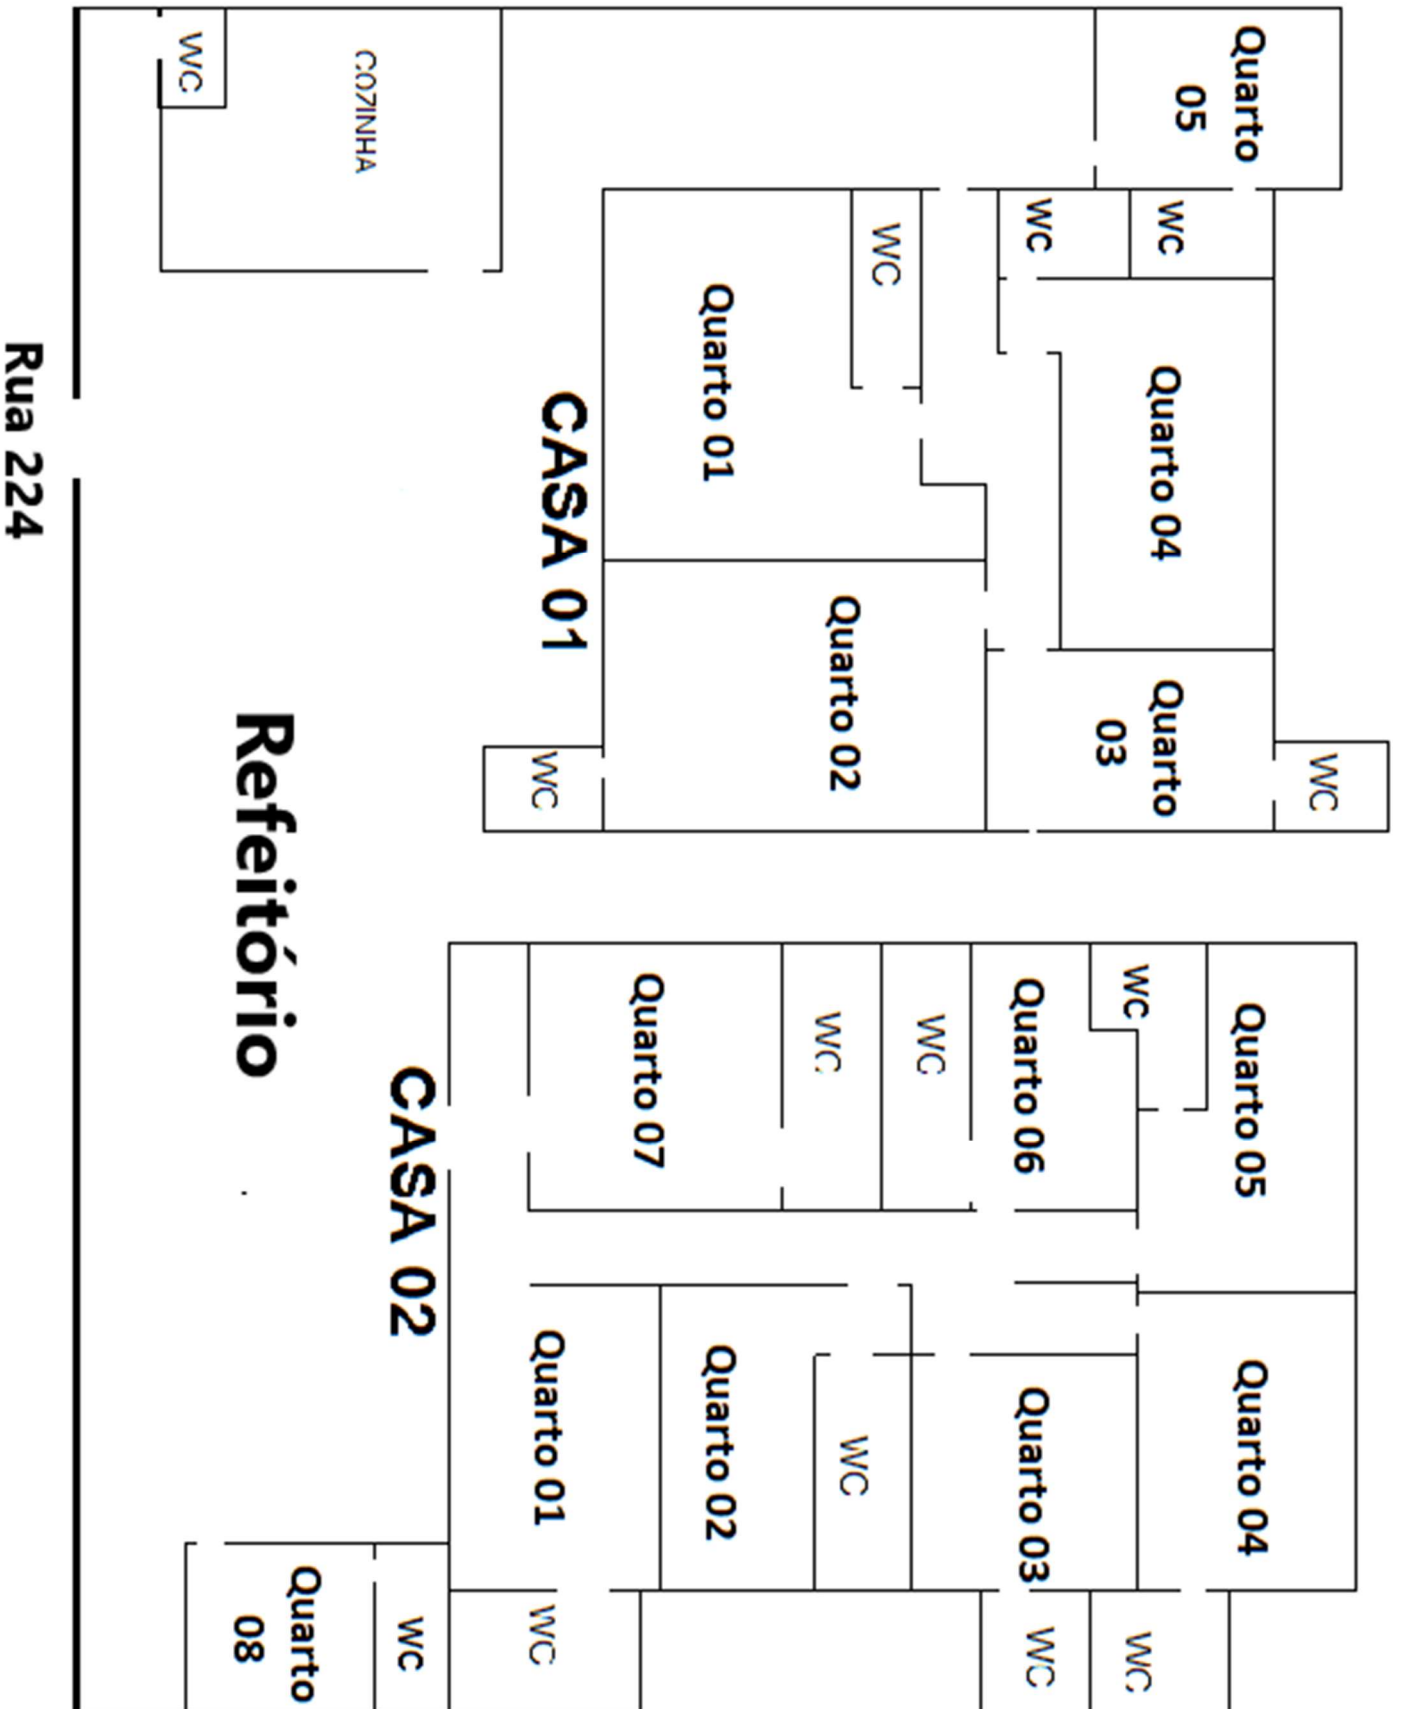 Quarto
05
WC
WC
WC
Quarto 04
Quarto
03
WC
Quarto 01
Quarto 02
WC
CASA 01
Quarto 05
Quarto 04
WC
WC
Quarto 06
Quarto 03
WC
WC
WC
WC
Quarto 07
Quarto 02
Quarto 01
WC
CASA 02
WC
Quarto
08
COZINHA
WC
Refeitório
Rua 224